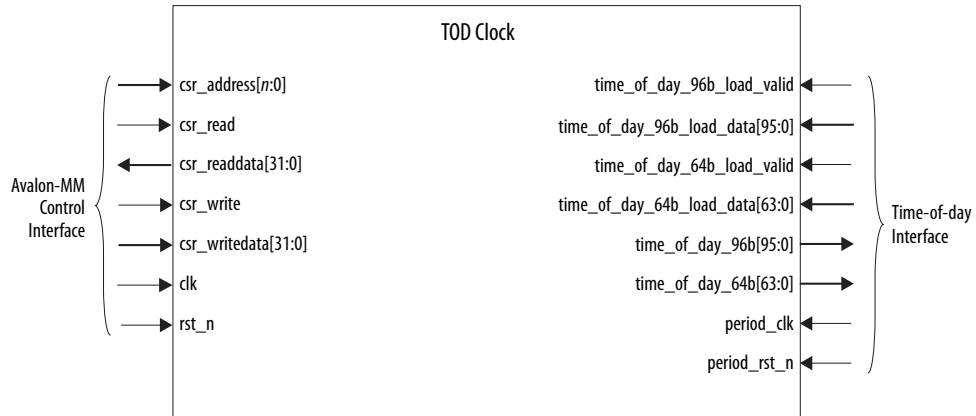 TOD Clock
Avalon-MM
Control
Interface
csr_address[n:0]
csr_read
csr_readdata[31:0]
csr_write
csr_writedata[31:0]
clk
rst_n
time_of_day_96b_load_valid
time_of_day_96b_load_data[95:0]
time_of_day_64b_load_valid
time_of_day_64b_load_data[63:0]
time_of_day_96b[95:0]
time_of_day_64b[63:0]
period_clk
period_rst_n
Time-of-day
Interface